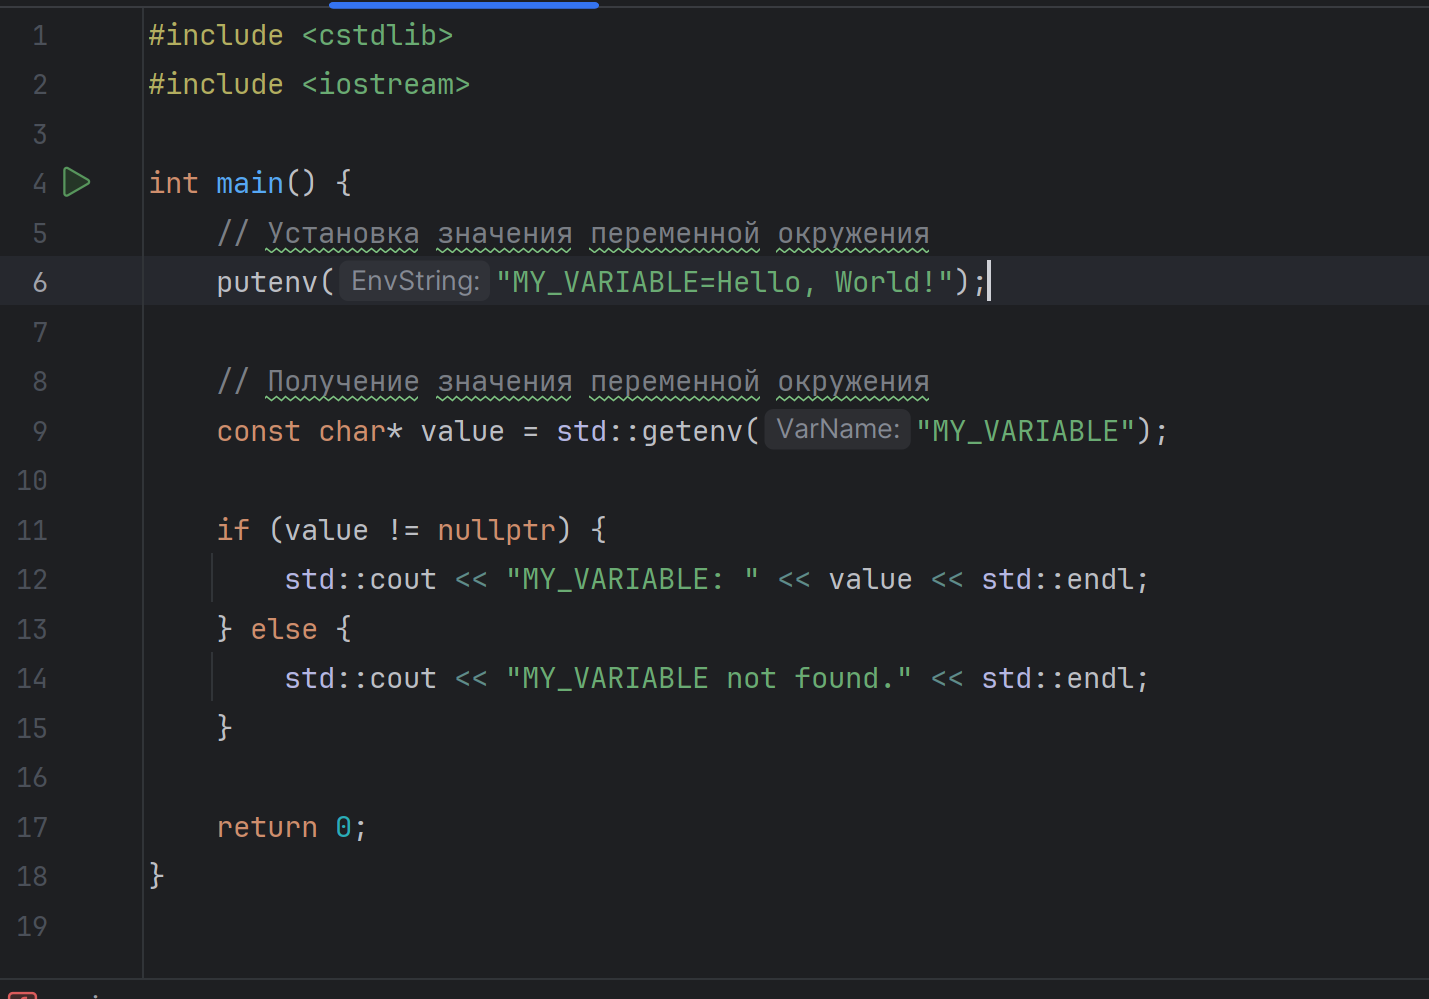 1 #include <cstdlib>
2 #include <iostream>
3
4 int main() {
5 // Установка значения переменной окружения
6 putenv( EnvString: "MY_VARIABLE=Hello, World!");
7
8 // Получение значения переменной окружения
9 const char* value = std::getenv( VarName: "MY_VARIABLE");
10
11 if (value != nullptr) {
12 std::cout << "MY_VARIABLE: " << value << std::endl;
13 } else {
14 std::cout << "MY_VARIABLE not found." << std::endl;
15 }
16
17 return 0;
18 }
19